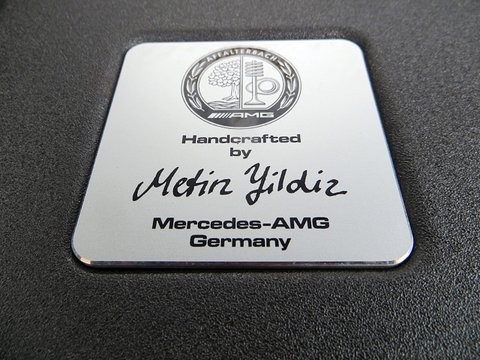 AFFALTERBACH
AMG
Handcrafted
by
Metin Yildiz
Mercedes-AMG
Germany